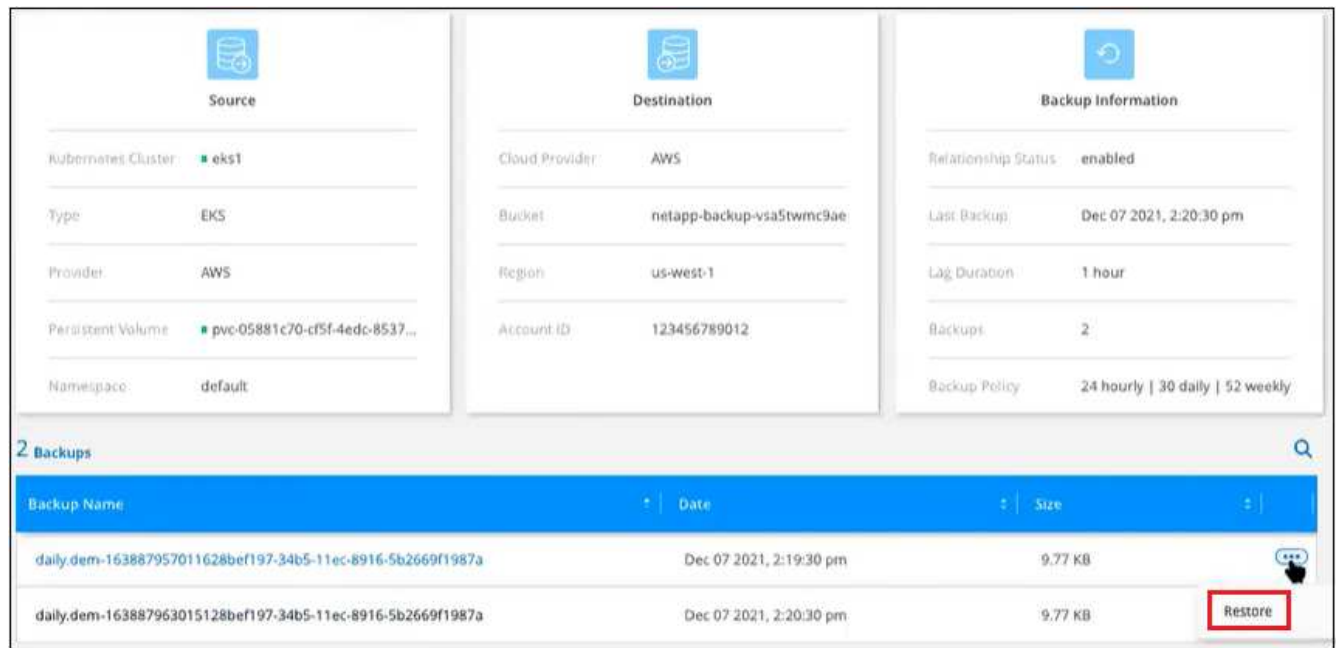 Source
Kubernetes Cluster eks1
Type EKS
Provider AWS
Persistent Volume pvc-05881c70-cf5f-4edc-8537...
Namespace default
Destination
Cloud Provider AWS
Bucket netapp-backup-vsa5twmc9ae
Region us-west-1
Account ID 123456789012
Backup Information
Relationship Status enabled
Last Backup Dec 07 2021, 2:20:30 pm
Lag Duration 1 hour
Backups 2
Backup Policy 24 hourly | 30 daily | 52 weekly
2 Backups
Backup Name Date Size
daily.dem-163887957011628bef197-34b5-11ec-8916-5b2669f1987a Dec 07 2021, 2:19:30 pm 9.77 KB
daily.dem-163887963015128bef197-34b5-11ec-8916-5b2669f1987a Dec 07 2021, 2:20:30 pm 9.77 KB
Restore